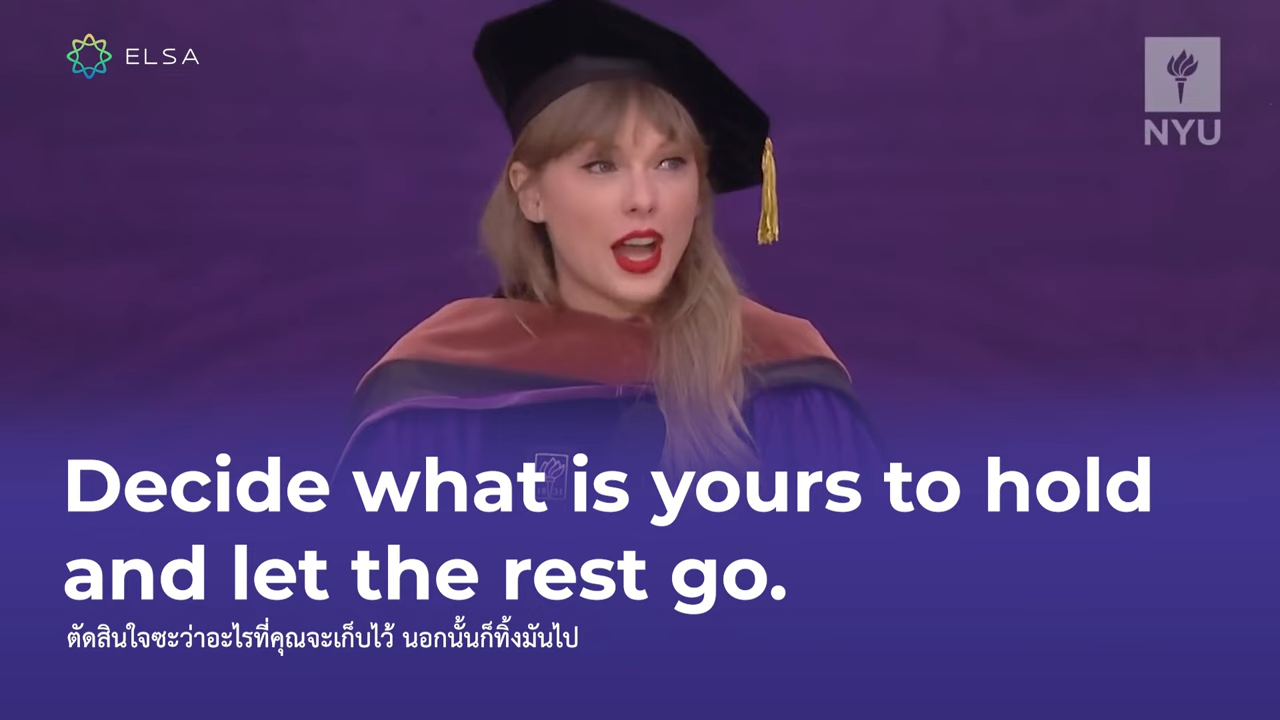 ELSA
NYU
Decide what is yours to hold
and let the rest go.
ตัดสินใจซะว่าอะไรที่คุณจะเก็บไว้ นอกนั้นก็ทิ้งมันไป